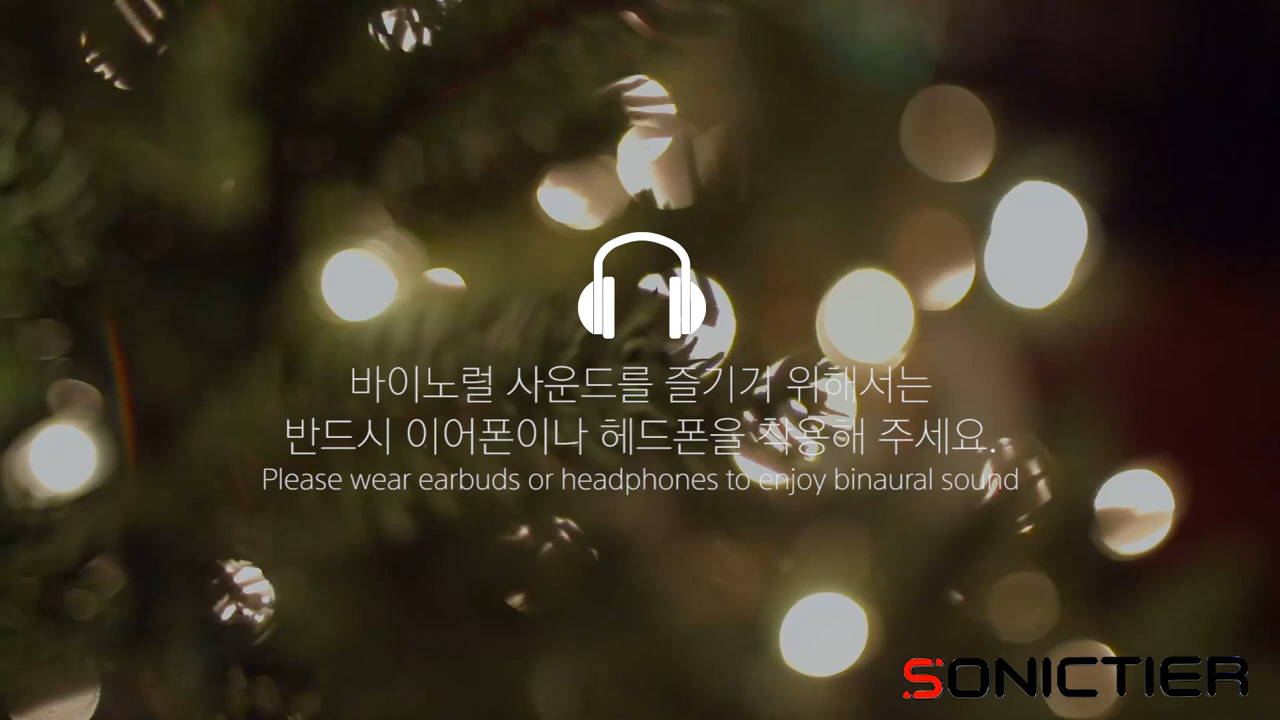 바이노럴 사운드를 즐기기 위해서는
반드시 이어폰이나 헤드폰을 착용해 주세요.
Please wear earbuds or headphones to enjoy binaural sound
SONICTIER